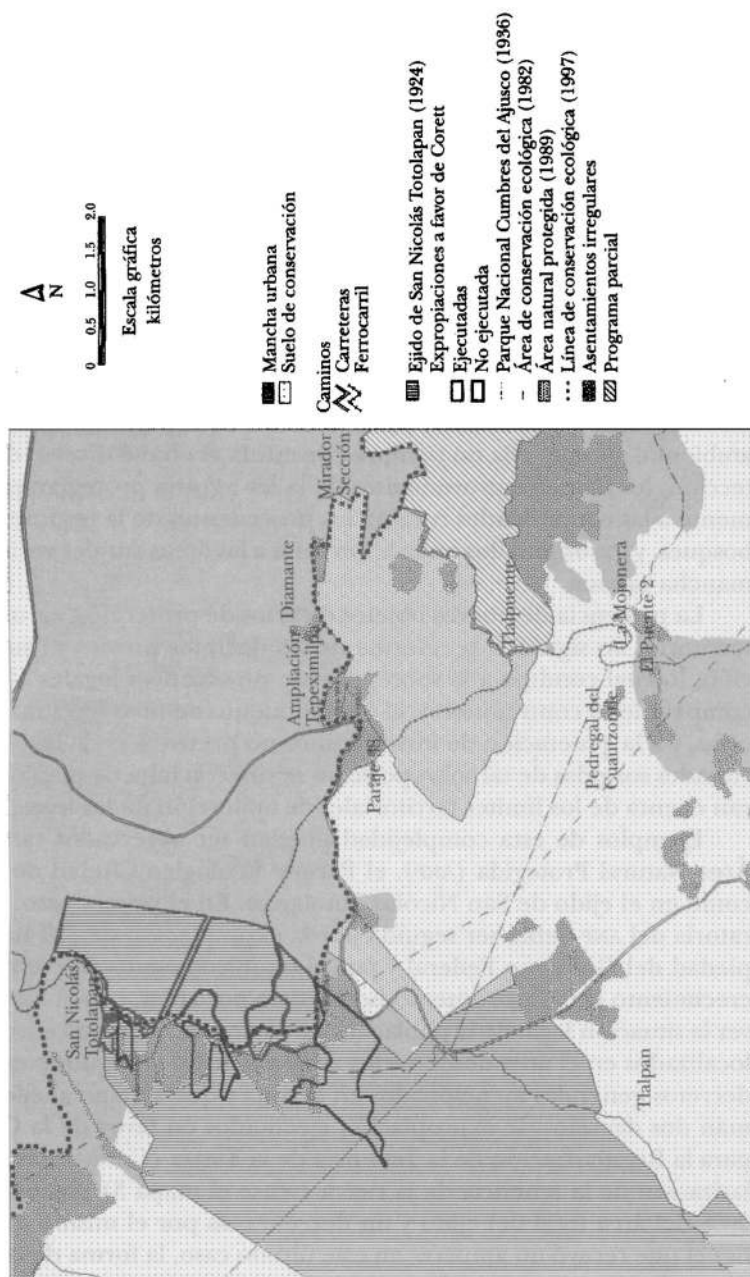 N
0
0.5
1.0
1.5
2.0
Escala gráfica
kilómetros
Mancha urbana
Suelo de conservación
Caminos
Carreteras
Ferrocarril
Ejido de San Nicolás Totolapan (1924)
Expropiaciones a favor de Corett
Ejecutadas
No ejecutada
Parque Nacional Cumbres del Ajusco (1936)
Área de conservación ecológica (1982)
Área natural protegida (1989)
Línea de conservación ecológica (1997)
Asentamientos irregulares
Programa parcial
San Nicolás
Totolapan
Ampliación
Tepeximilpa
Diamante
Mirador
Sección
Paraje 38
Tlalpuente
Pedregal del
Cuautzontle
La Mojonera
El Puente 2
Tlalpan